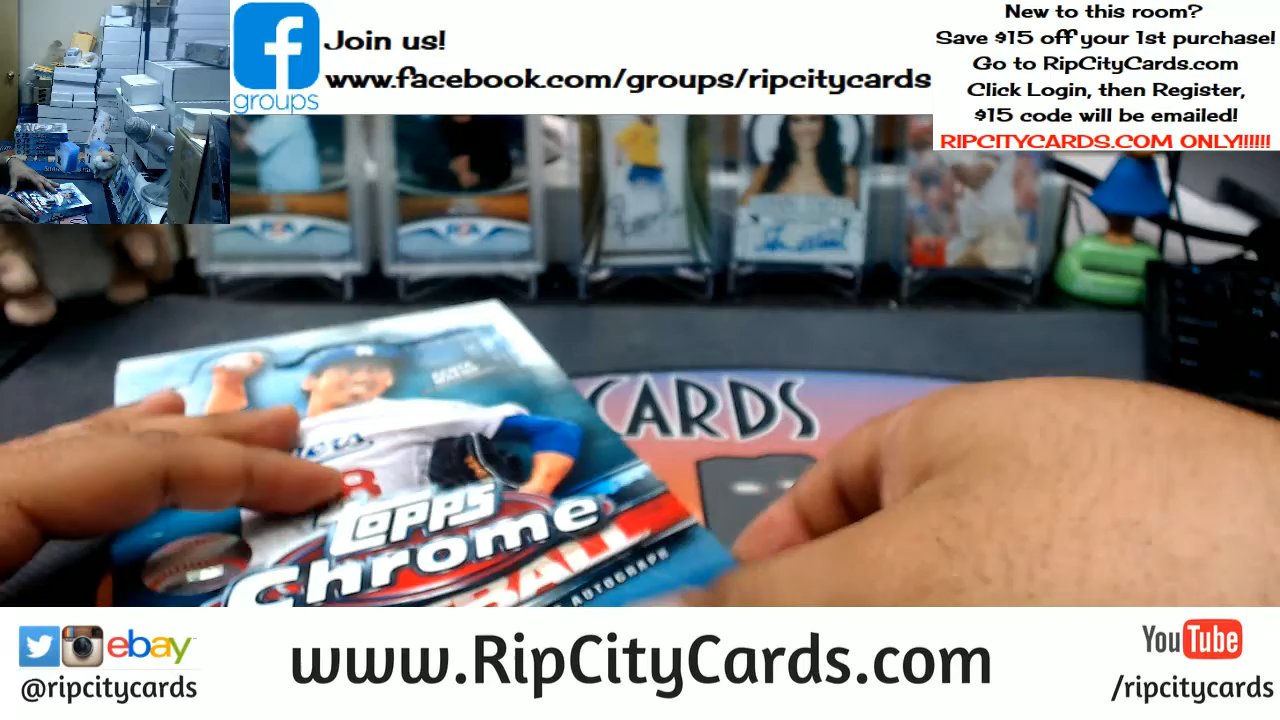 Join us!
www.facebook.com/groups/ripcitycards
groups
New to this room?
Save $15 off your 1st purchase!
Go to RipCityCards.com
Click Login, then Register,
$15 code will be emailed!
RIPCITYCARDS.COM ONLY!!!!!!
CARDS
Topps
Chrome
AUTOGRAPH
ebay
@ripcitycards
www.RipCityCards.com
YouTube
/ripcitycards